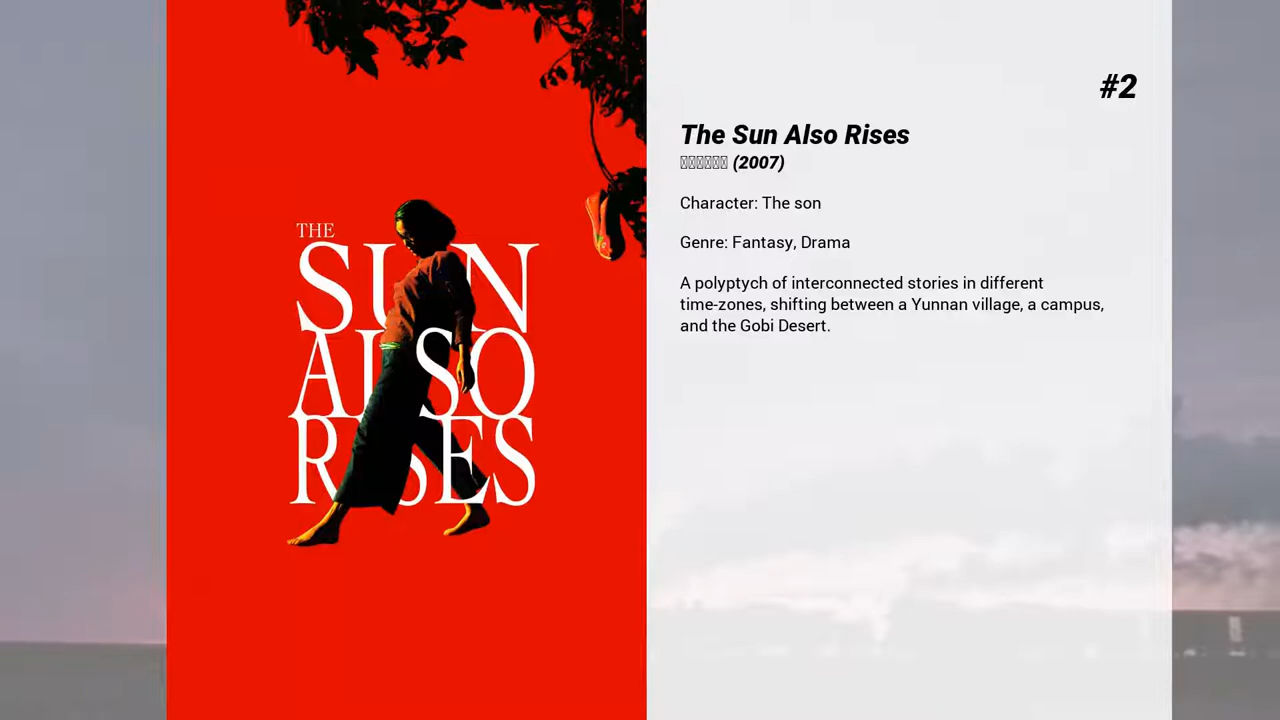 THE
SUN
ALSO
RISES
#2
The Sun Also Rises
(2007)
Character: The son
Genre: Fantasy, Drama
A polyptych of interconnected stories in different
time-zones, shifting between a Yunnan village, a campus,
and the Gobi Desert.